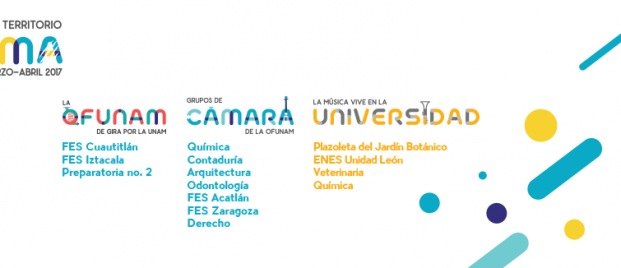 TERRITORIO
MA
RZO–ABRIL 2017
LA
OFUNAM
DE GIRA POR LA UNAM
FES Cuautitlán
FES Iztacala
Preparatoria no. 2
GRUPOS DE
CÁMARA
DE LA OFUNAM
Química
Contaduría
Arquitectura
Odontología
FES Acatlán
FES Zaragoza
Derecho
LA MÚSICA VIVE EN LA
UNIVERSIDAD
Plazoleta del Jardín Botánico
ENES Unidad León
Veterinaria
Química